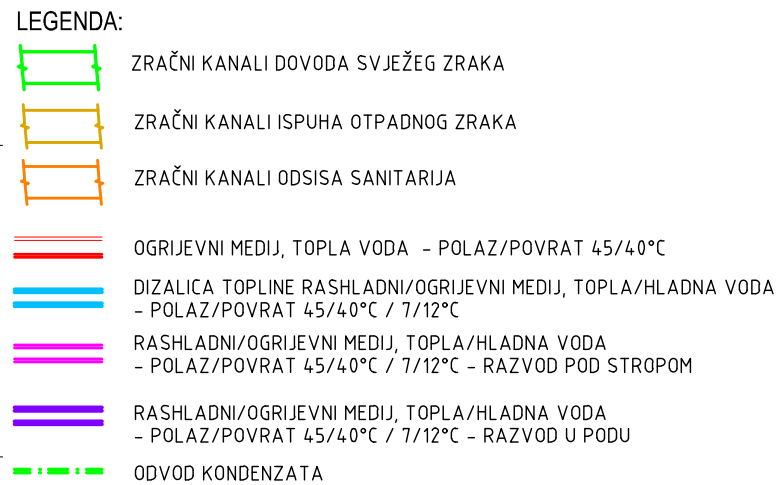 LEGENDA:
ZRAČNI KANALI DOVODA SVJEŽEG ZRAKA
ZRAČNI KANALI ISPUHA OTPADNOG ZRAKA
ZRAČNI KANALI ODSISA SANITARIJA
OGRIJEVNI MEDIJ, TOPLA VODA - POLAZ/POVRAT 45/40°C
DIZALICA TOPLINE RASHLADNI/OGRIJEVNI MEDIJ, TOPLA/HLADNA VODA
- POLAZ/POVRAT 45/40°C / 7/12°C
RASHLADNI/OGRIJEVNI MEDIJ, TOPLA/HLADNA VODA
- POLAZ/POVRAT 45/40°C / 7/12°C - RAZVOD POD STROPOM
RASHLADNI/OGRIJEVNI MEDIJ, TOPLA/HLADNA VODA
- POLAZ/POVRAT 45/40°C / 7/12°C - RAZVOD U PODU
ODVOD KONDENZATA